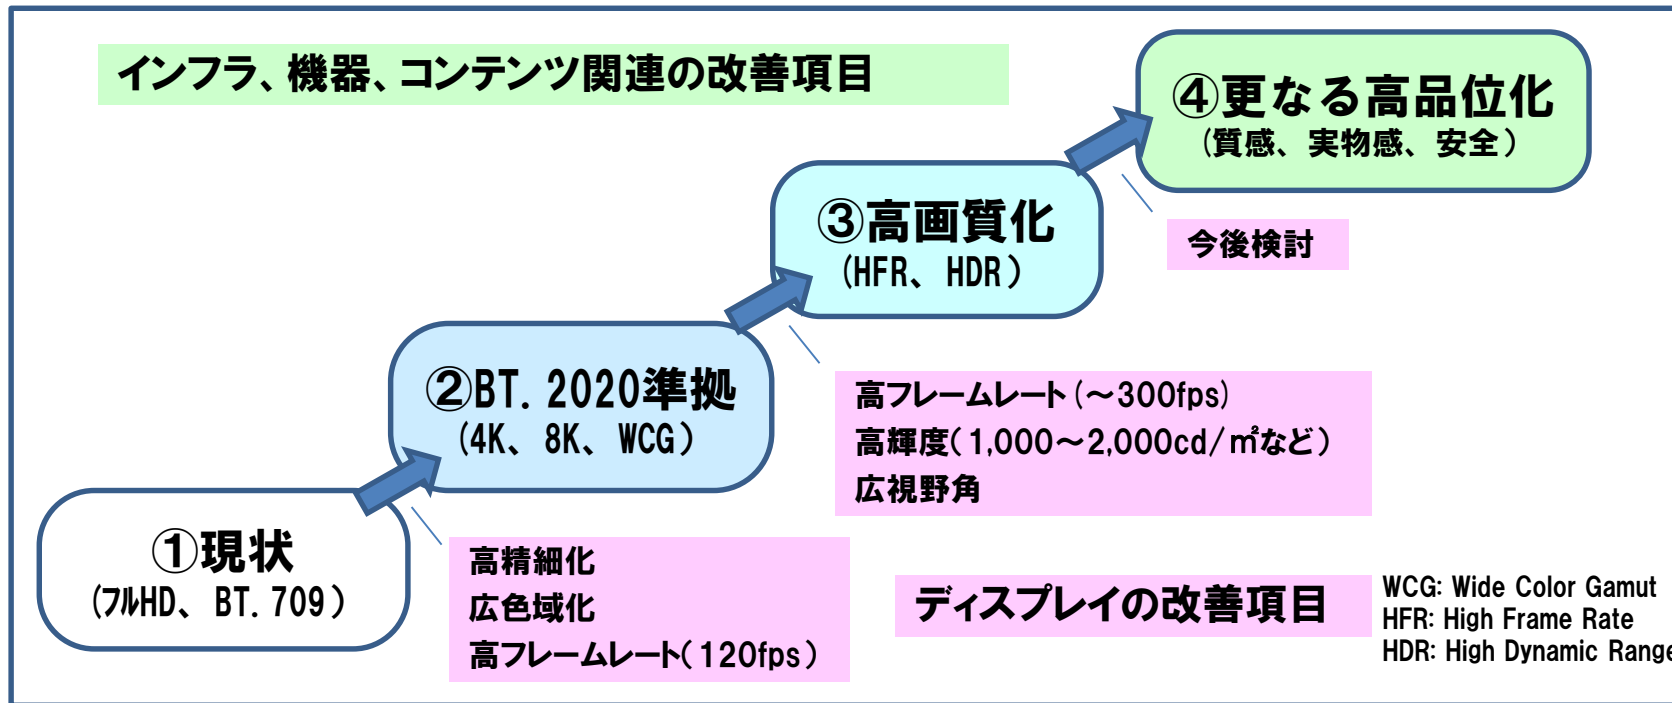 インフラ、機器、コンテンツ関連の改善項目
④更なる高品位化
(質感、実物感、安全)
今後検討
③高画質化
(HFR、HDR)
高フレームレート(～300fps)
高輝度(1,000～2,000cd/㎡など)
広視野角
②BT.2020準拠
(4K、8K、WCG)
高精細化
広色域化
高フレームレート(120fps)
①現状
(フルHD、BT.709)
ディスプレイの改善項目
WCG: Wide Color Gamut
HFR: High Frame Rate
HDR: High Dynamic Range